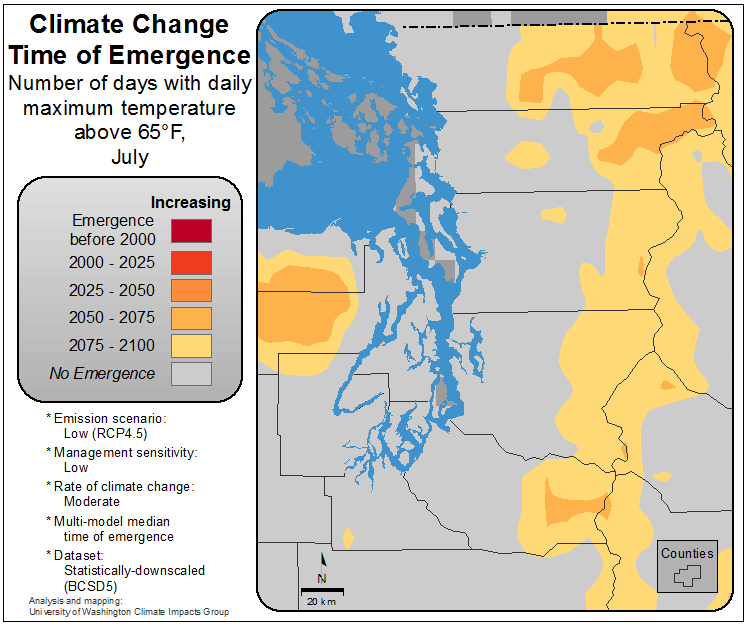 Climate Change
Time of Emergence
Number of days with daily
maximum temperature
above 65°F,
July
Increasing
Emergence
before 2000
2000 - 2025
2025 - 2050
2050 - 2075
2075 - 2100
No Emergence
* Emission scenario:
Low (RCP4.5)
* Management sensitivity:
Low
* Rate of climate change:
Moderate
* Multi-model median
time of emergence
* Dataset:
Statistically-downscaled
(BCSD5)
Analysis and mapping:
University of Washington Climate Impacts Group
N
20 km
Counties